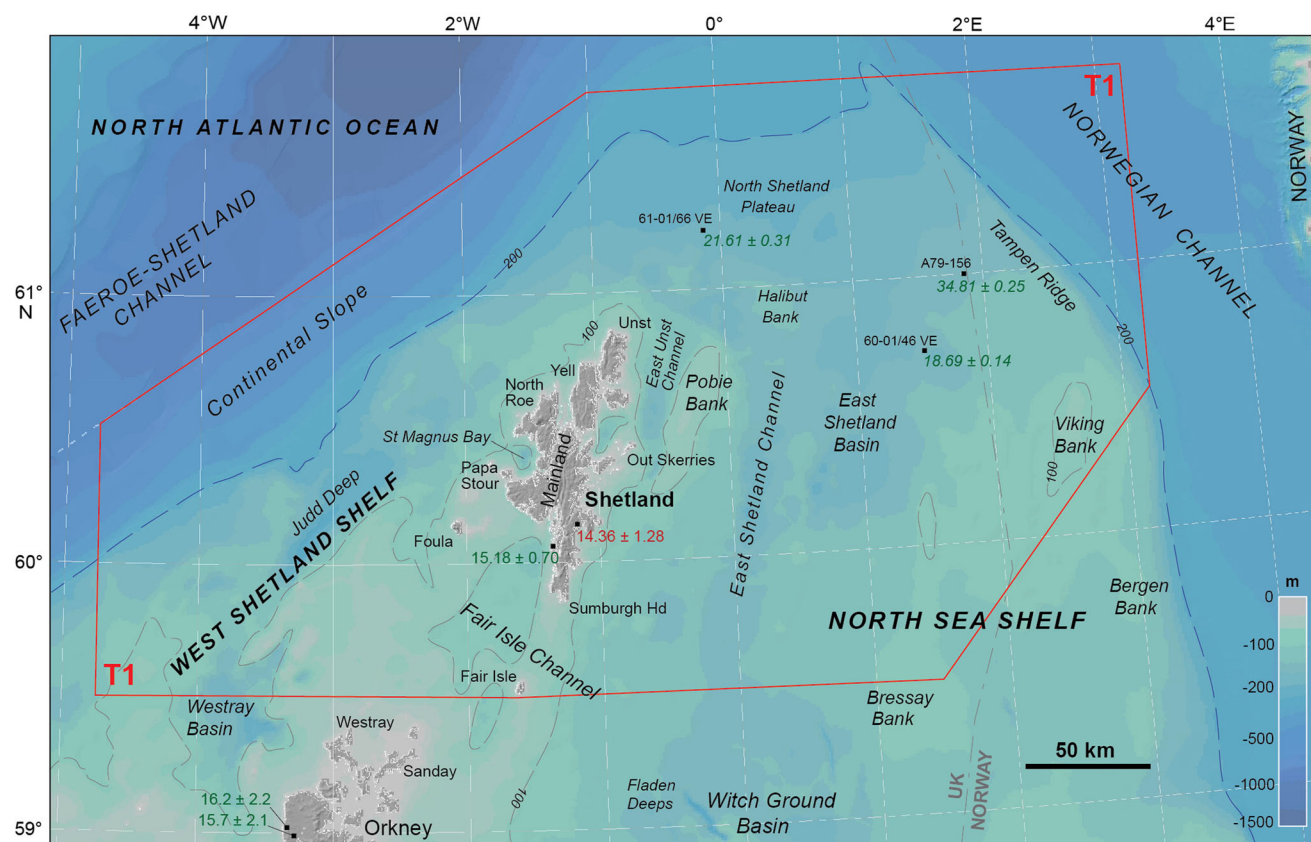 4°W
2°W
0°
2°E
4°E
T1
NORTH ATLANTIC OCEAN
NORWEGIAN CHANNEL
NORWAY
North Shetland
Plateau
61-01/66 VE
21.61 ± 0.31
FAEROE-SHETLAND
CHANNEL
200
Tampen Ridge
A79-156
34.81 ± 0.25
61°
N
Continental Slope
Halibut
Bank
100
Unst
East Unst
Channel
60-01/46 VE
18.69 ± 0.14
200
Yell
North
Roe
Pobie
Bank
East
Shetland
Basin
Viking
Bank
100
St Magnus Bay
Papa
Stour
Mainland
Out Skerries
East Shetland Channel
Judd Deep
WEST SHETLAND SHELF
Shetland
14.36 ± 1.28
Foula
15.18 ± 0.70
60°
Sumburgh Hd
Fair Isle Channel
NORTH SEA SHELF
Bergen
Bank
m
0
-100
-200
-500
-1000
-1500
T1
Fair Isle
Westray
Basin
Bressay
Bank
Westray
50 km
Sanday
100
Fladen
Deeps
Witch Ground
Basin
UK
NORWAY
16.2 ± 2.2
15.7 ± 2.1
59°
Orkney